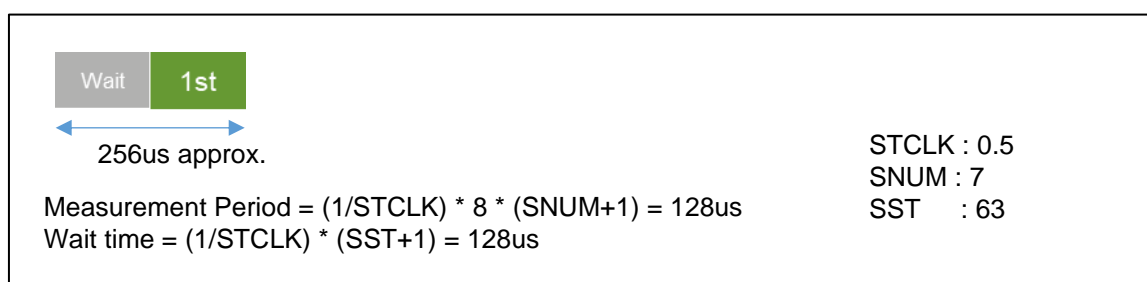 Wait 1st
256us approx.
STCLK : 0.5
SNUM : 7
SST : 63
Measurement Period = (1/STCLK) * 8 * (SNUM+1) = 128us
Wait time = (1/STCLK) * (SST+1) = 128us